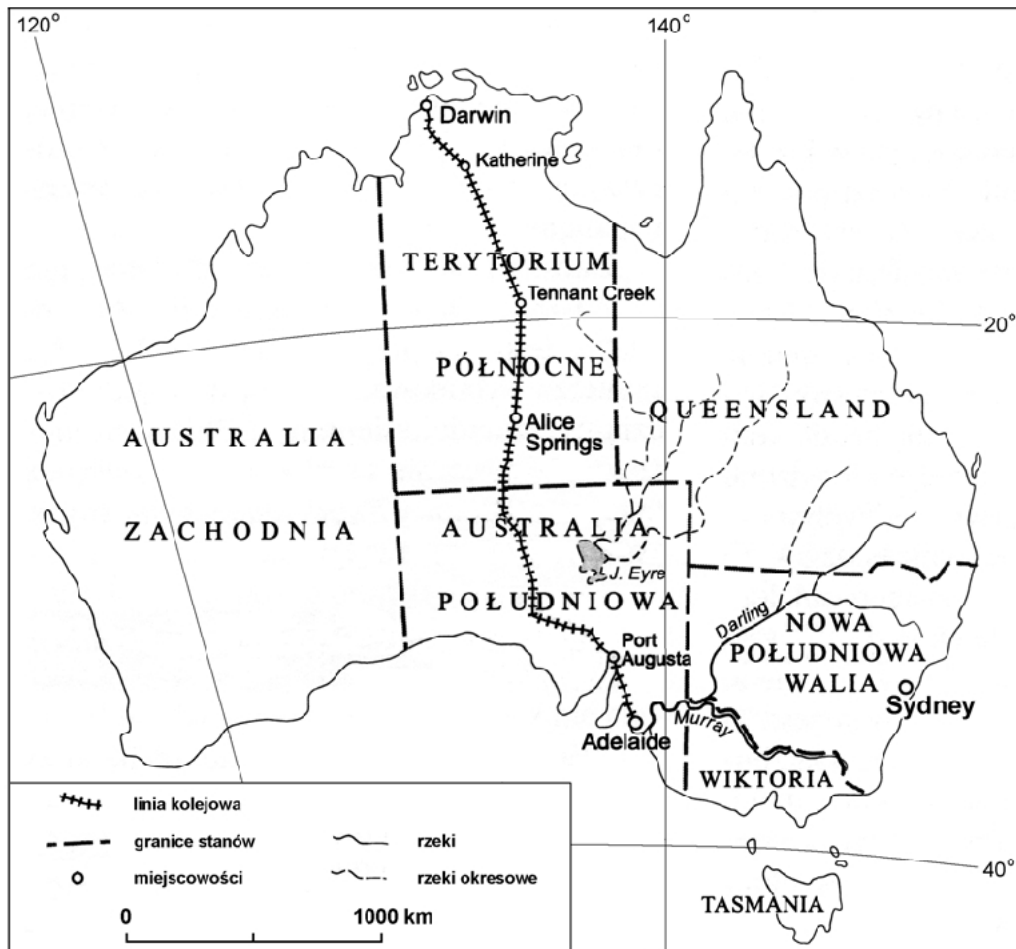 120°
140°
Darwin
Katherine
TERYTORIUM
Tennant Creek
20°
PÓŁNOCNE
QUEENSLAND
Alice
Springs
AUSTRALIA
ZACHODNIA
AUSTRALIA
J. Eyre
POŁUDNIOWA
Darling
NOWA
POŁUDNIOWA
WALIA
Port
Augusta
Sydney
Murray
Adelaide
WIKTORIA
linia kolejowa
granice stanów
rzeki
miejscowości
rzeki okresowe
40°
TASMANIA
0
1000 km